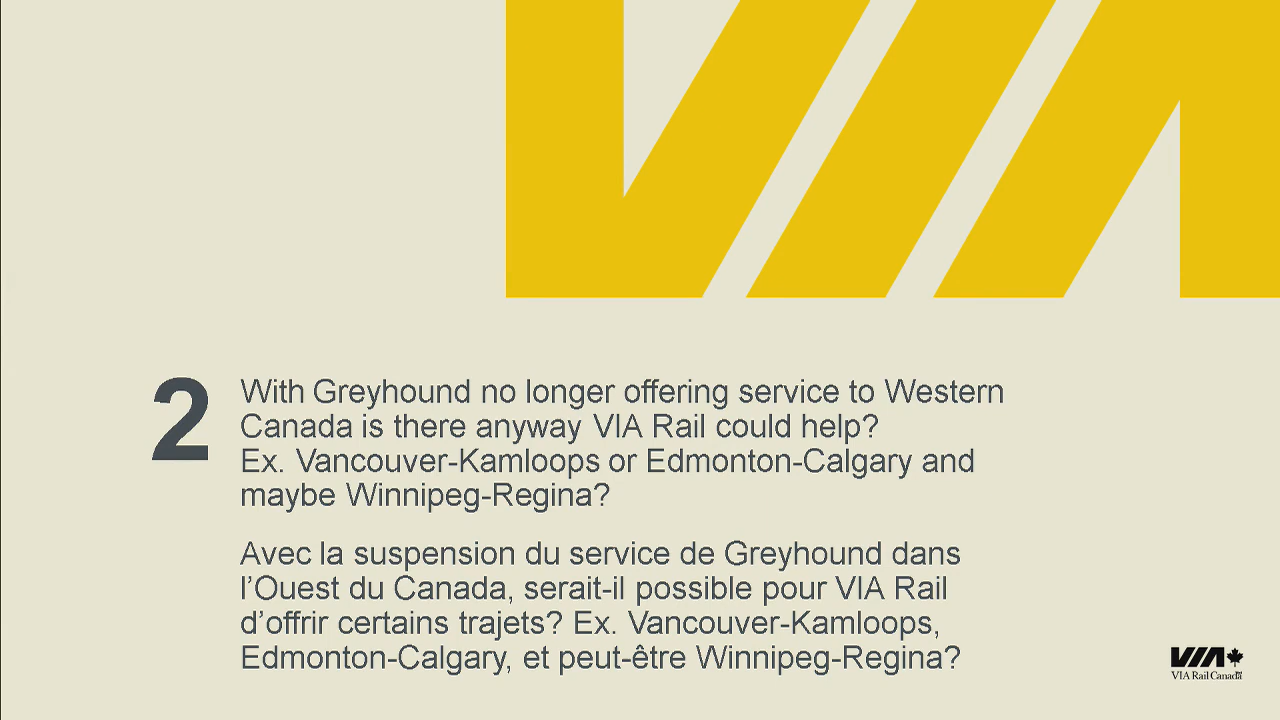 VIA
2
With Greyhound no longer offering service to Western
Canada is there anyway VIA Rail could help?
Ex. Vancouver-Kamloops or Edmonton-Calgary and
maybe Winnipeg-Regina?
Avec la suspension du service de Greyhound dans
l’Ouest du Canada, serait-il possible pour VIA Rail
d’offrir certains trajets? Ex. Vancouver-Kamloops,
Edmonton-Calgary, et peut-être Winnipeg-Regina?
VIA
VIA Rail Canada